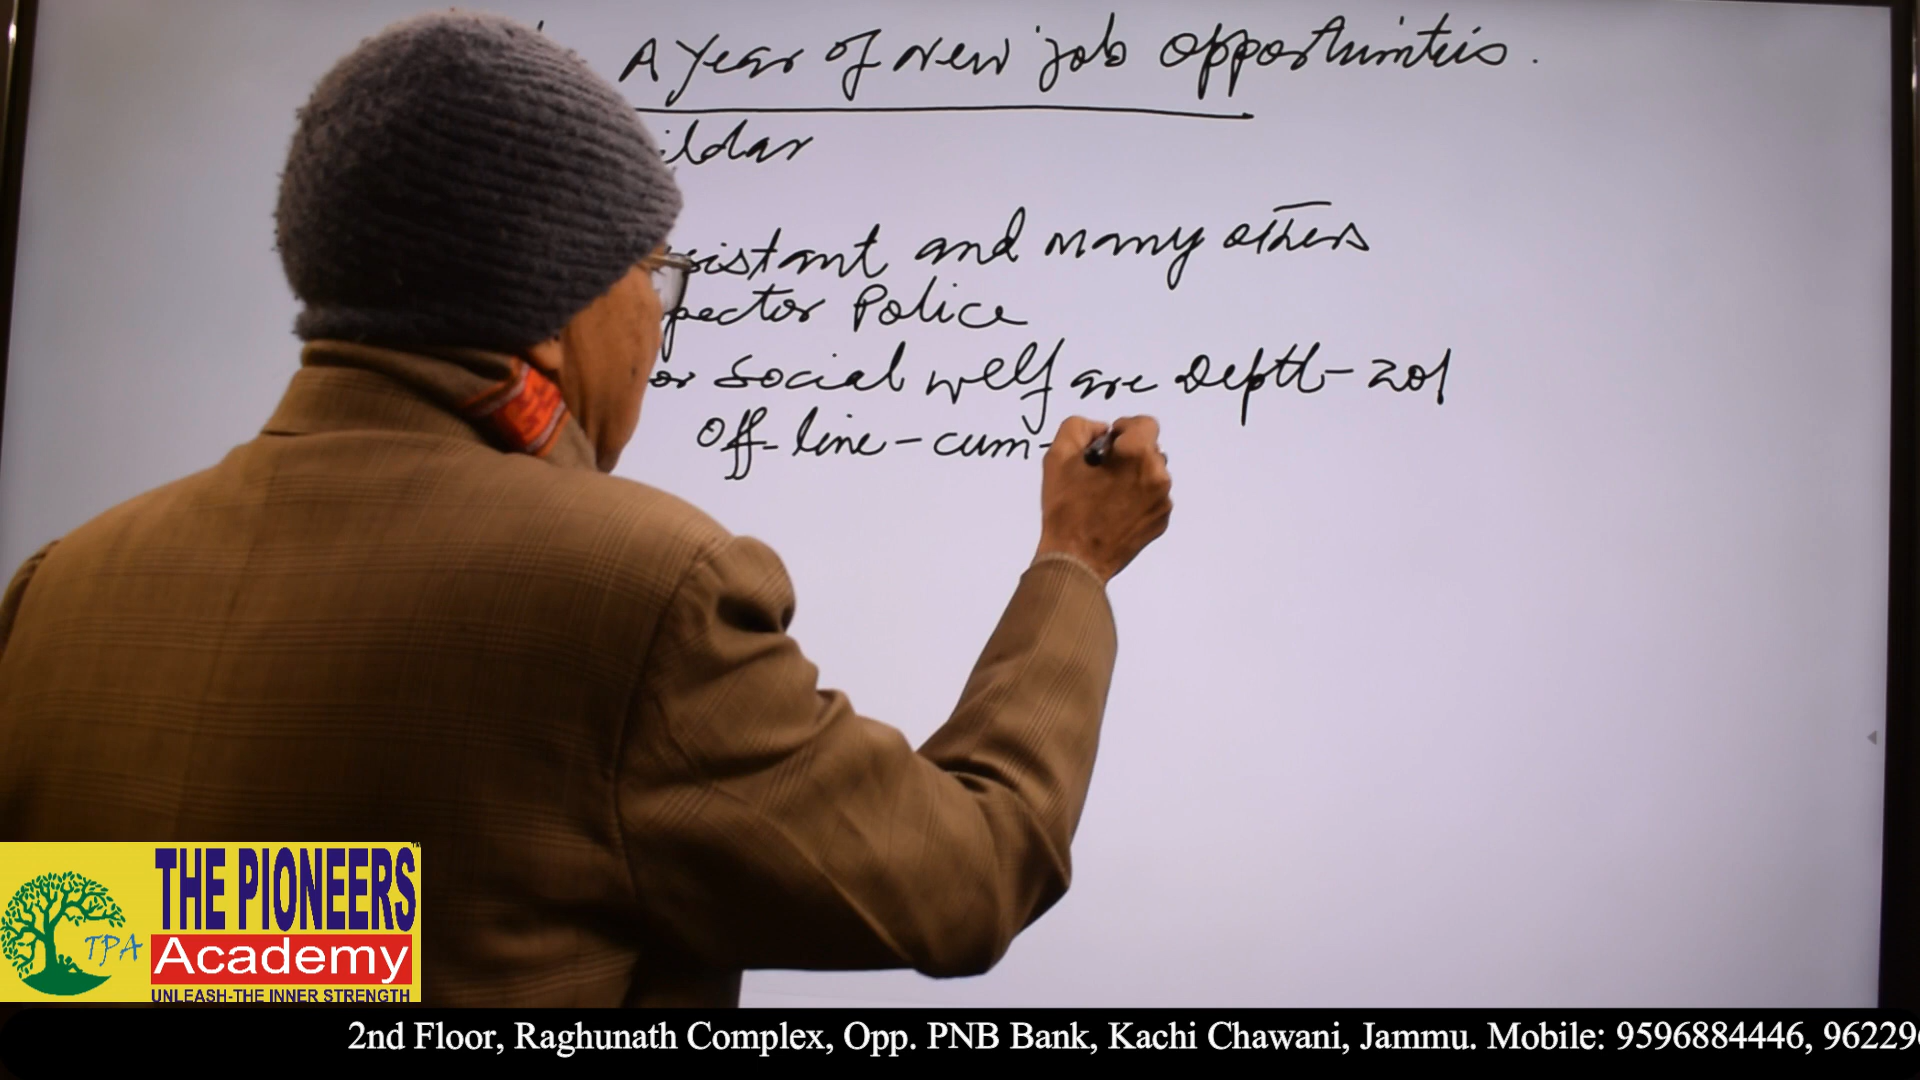 A Year of New job opportunities.
ildar
sistant and many others
pector Police
or Social welfare Deptt- 201
Off-line-cum-
THE PIONEERS
TPA
Academy
UNLEASH-THE INNER STRENGTH
2nd Floor, Raghunath Complex, Opp. PNB Bank, Kachi Chawani, Jammu. Mobile: 9596884446, 96229